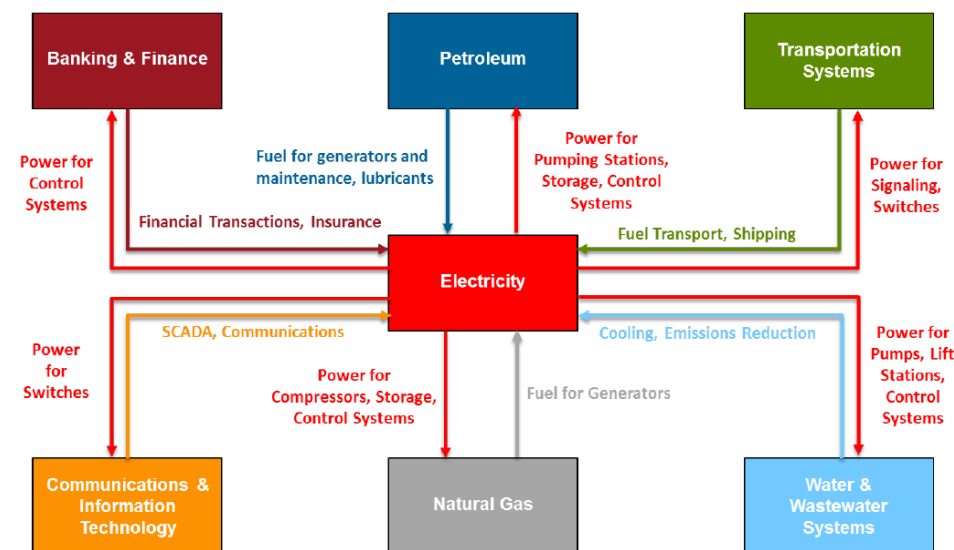 Banking & Finance
Petroleum
Transportation
Systems
Power for
Control
Systems
Fuel for generators and
maintenance, lubricants
Power for
Pumping Stations,
Storage, Control
Systems
Power for
Signaling,
Switches
Financial Transactions, Insurance
Fuel Transport, Shipping
Electricity
SCADA, Communications
Cooling, Emissions Reduction
Power
for
Switches
Power for
Compressors, Storage,
Control Systems
Fuel for Generators
Power for
Pumps, Lift
Stations,
Control
Systems
Communications &
Information
Technology
Natural Gas
Water &
Wastewater
Systems